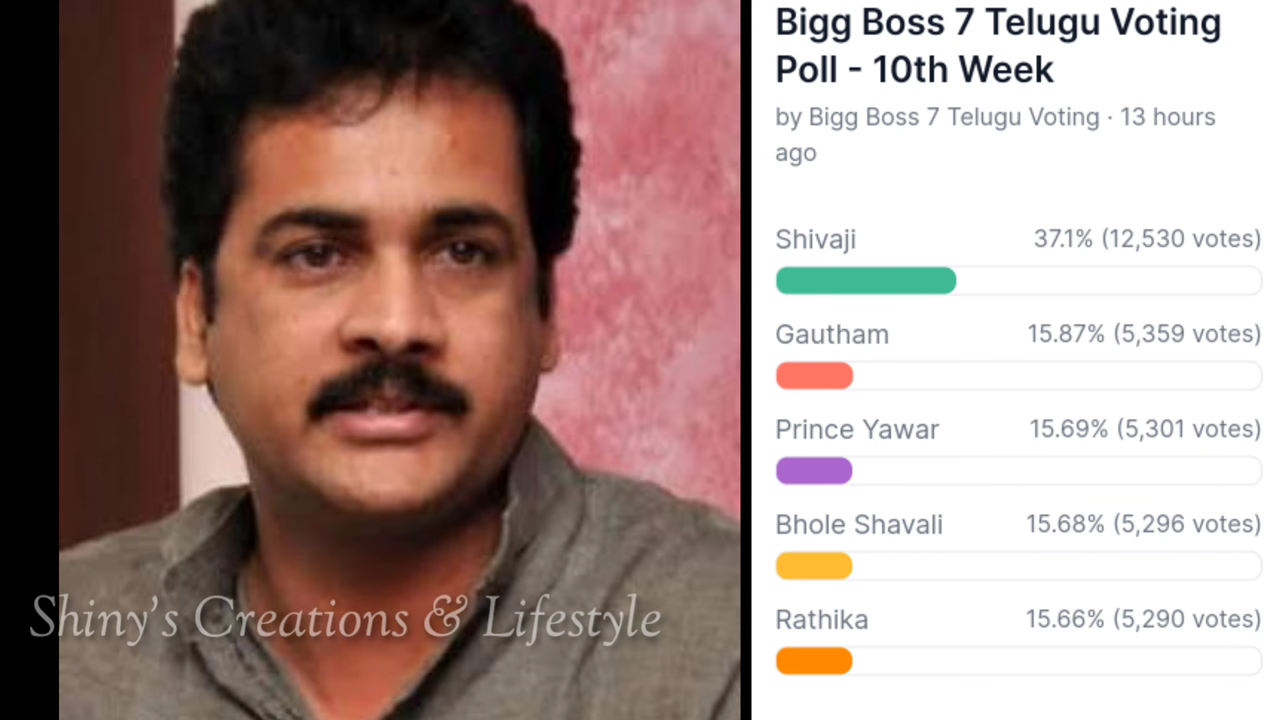 Bigg Boss 7 Telugu Voting
Poll - 10th Week
by Bigg Boss 7 Telugu Voting · 13 hours
ago
Shivaji 37.1% (12,530 votes)
Gautham 15.87% (5,359 votes)
Prince Yawar 15.69% (5,301 votes)
Bhole Shavali 15.68% (5,296 votes)
Rathika 15.66% (5,290 votes)
Shiny's Creations & Lifestyle